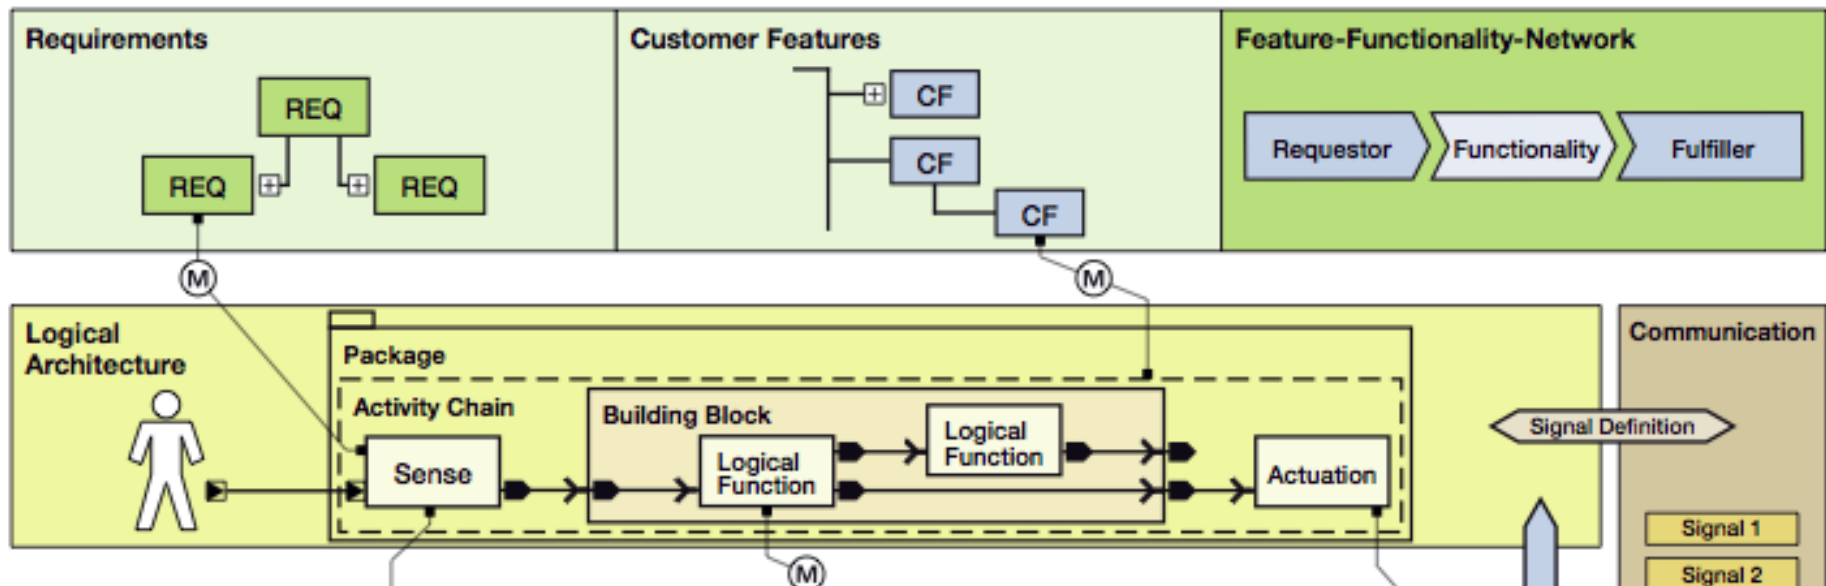 Requirements
REQ
REQ
REQ
Customer Features
CF
CF
CF
Feature-Functionality-Network
Requestor
Functionality
Fulfiller
M
M
Logical
Architecture
Package
Activity Chain
Sense
Building Block
Logical
Function
Logical
Function
Actuation
M
Communication
Signal Definition
Signal 1
Signal 2